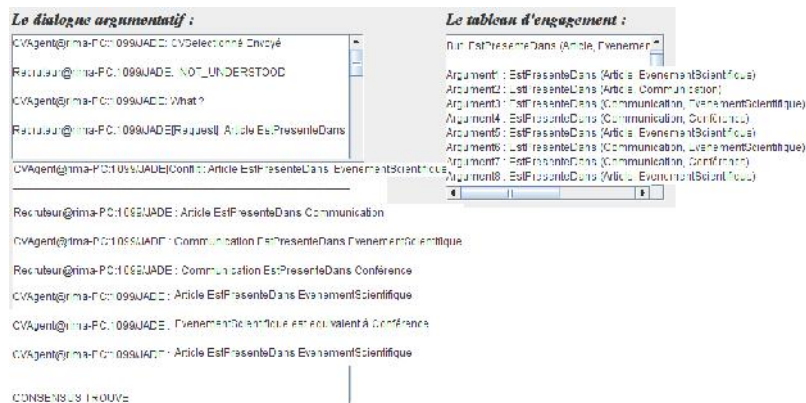 Le dialogue argumentatif :
CVAgent@rima-PC:1099/JADE: CVSelectionné Envoyé
Recruteur@rima-PC:1099/JADE: NOT_UNDERSTOOD
CVAgent@rima-PC:1099/JADE: What ?
Recruteur@rima-PC:1099/JADE[Request]: Article EstPresenteDans
CVAgent@rima-PC:1099/JADE[Conflit]: Article EstPresenteDans EvenementScientifique
Recruteur@rima-PC:1099/JADE : Article EstPresenteDans Communication
CVAgent@rima-PC:1099/JADE : Communication EstPresenteDans EvenementScientifique
Recruteur@rima-PC:1099/JADE : Communication EstPresenteDans Conférence
CVAgent@rima-PC:1099/JADE : Article EstPresenteDans EvenementScientifique
CVAgent@rima-PC:1099/JADE : EvenementScientifique est equivalent à Conférence
CVAgent@rima-PC:1099/JADE : Article EstPresenteDans EvenementScientifique
CONSENSUS TROUVE
Le tableau d'engagement :
But: EstPresenteDans (Article, Evenemen
Argument1 : EstPresenteDans (Article, EvenementScientifique)
Argument2 : EstPresenteDans (Article, Communication)
Argument3 : EstPresenteDans (Communication, EvenementScientifique)
Argument4 : EstPresenteDans (Communication, Conférence)
Argument5 : EstPresenteDans (Article, EvenementScientifique)
Argument6 : EstPresenteDans (Communication, EvenementScientifique)
Argument7 : EstPresenteDans (Communication, Conférence)
Argument8 : EstPresenteDans (Article, EvenementScientifique)